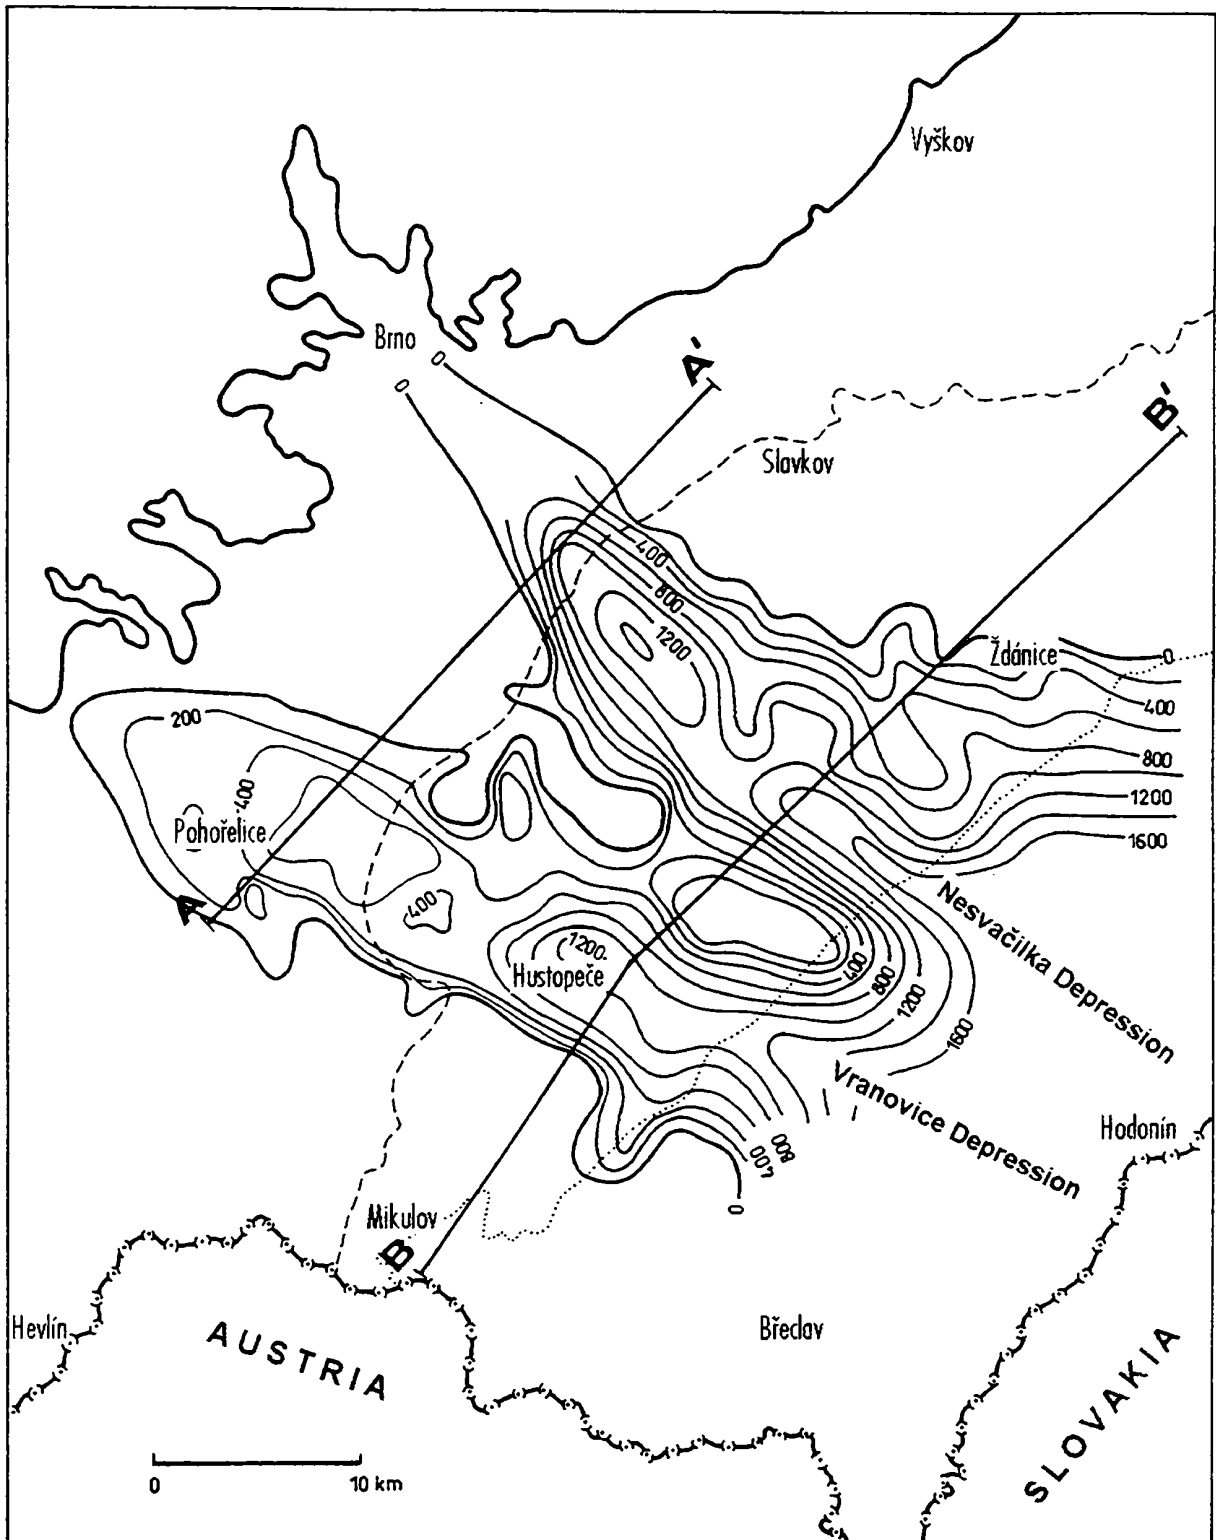 Vyškov
Brno
0
0
A'
B'
Slavkov
400
800
1200
Ždánice
0
400
800
1200
1600
200
400
Pohořelice
A
400
1200.
Hustopeče
400
800
1200
1600
Nesvačilka Depression
Vranovice Depression
Hodonín
800
400
0
Mikulov
B
Hevlín
AUSTRIA
Břeclav
SLOVAKIA
0
10 km